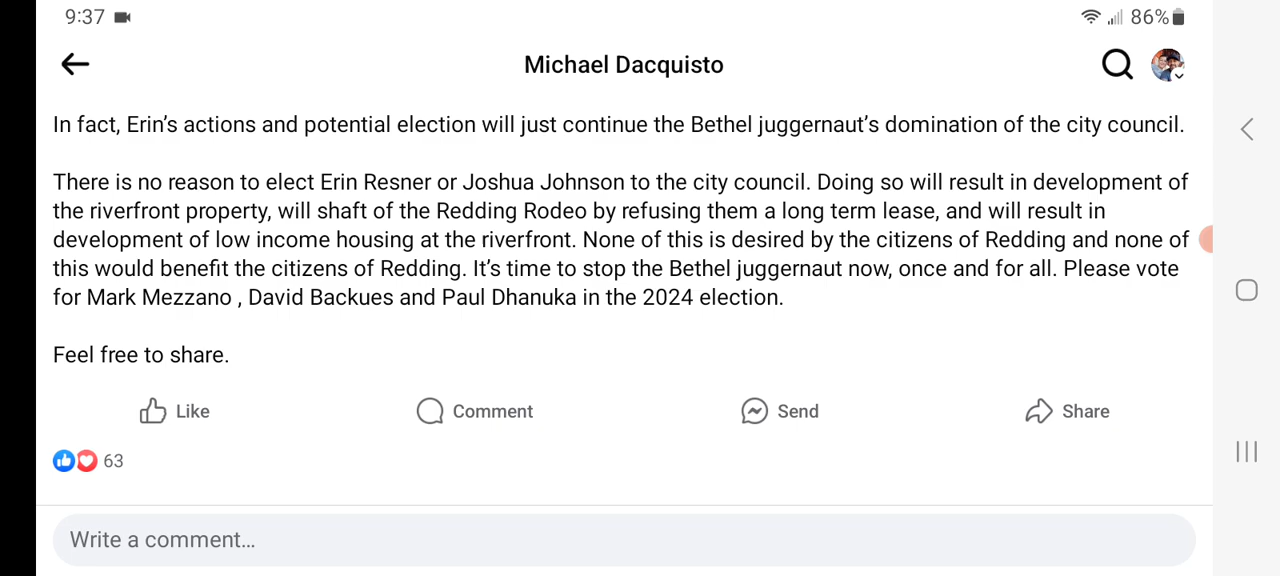 9:37
86%
Michael Dacquisto
In fact, Erin's actions and potential election will just continue the Bethel juggernaut's domination of the city council.
There is no reason to elect Erin Resner or Joshua Johnson to the city council. Doing so will result in development of
the riverfront property, will shaft of the Redding Rodeo by refusing them a long term lease, and will result in
development of low income housing at the riverfront. None of this is desired by the citizens of Redding and none of
this would benefit the citizens of Redding. It's time to stop the Bethel juggernaut now, once and for all. Please vote
for Mark Mezzano , David Backues and Paul Dhanuka in the 2024 election.
Feel free to share.
Like Comment Send Share
63
Write a comment...